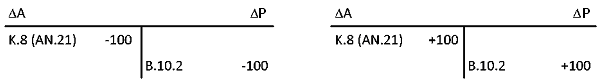 ΔA ΔP ΔA ΔP
K.8 (AN.21) -100 K.8 (AN.21) +100
B.10.2 -100 B.10.2 +100